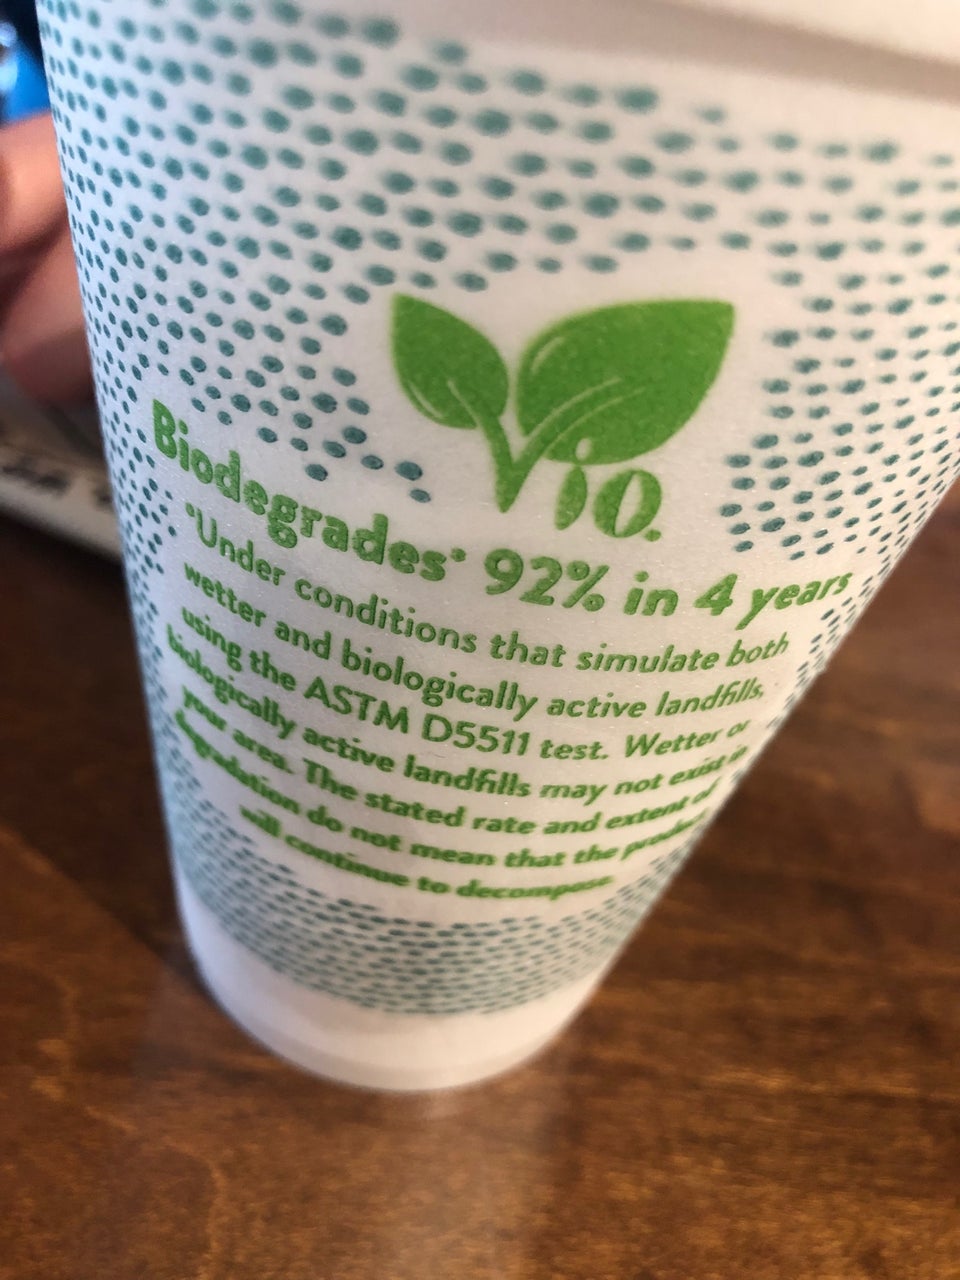 Vio.
Biodegrades* 92% in 4 years
*Under conditions that simulate both
wetter and biologically active landfills,
using the ASTM D5511 test. Wetter or
biologically active landfills may not exist in
your area. The stated rate and extent of
degradation do not mean that the product
will continue to decompose.